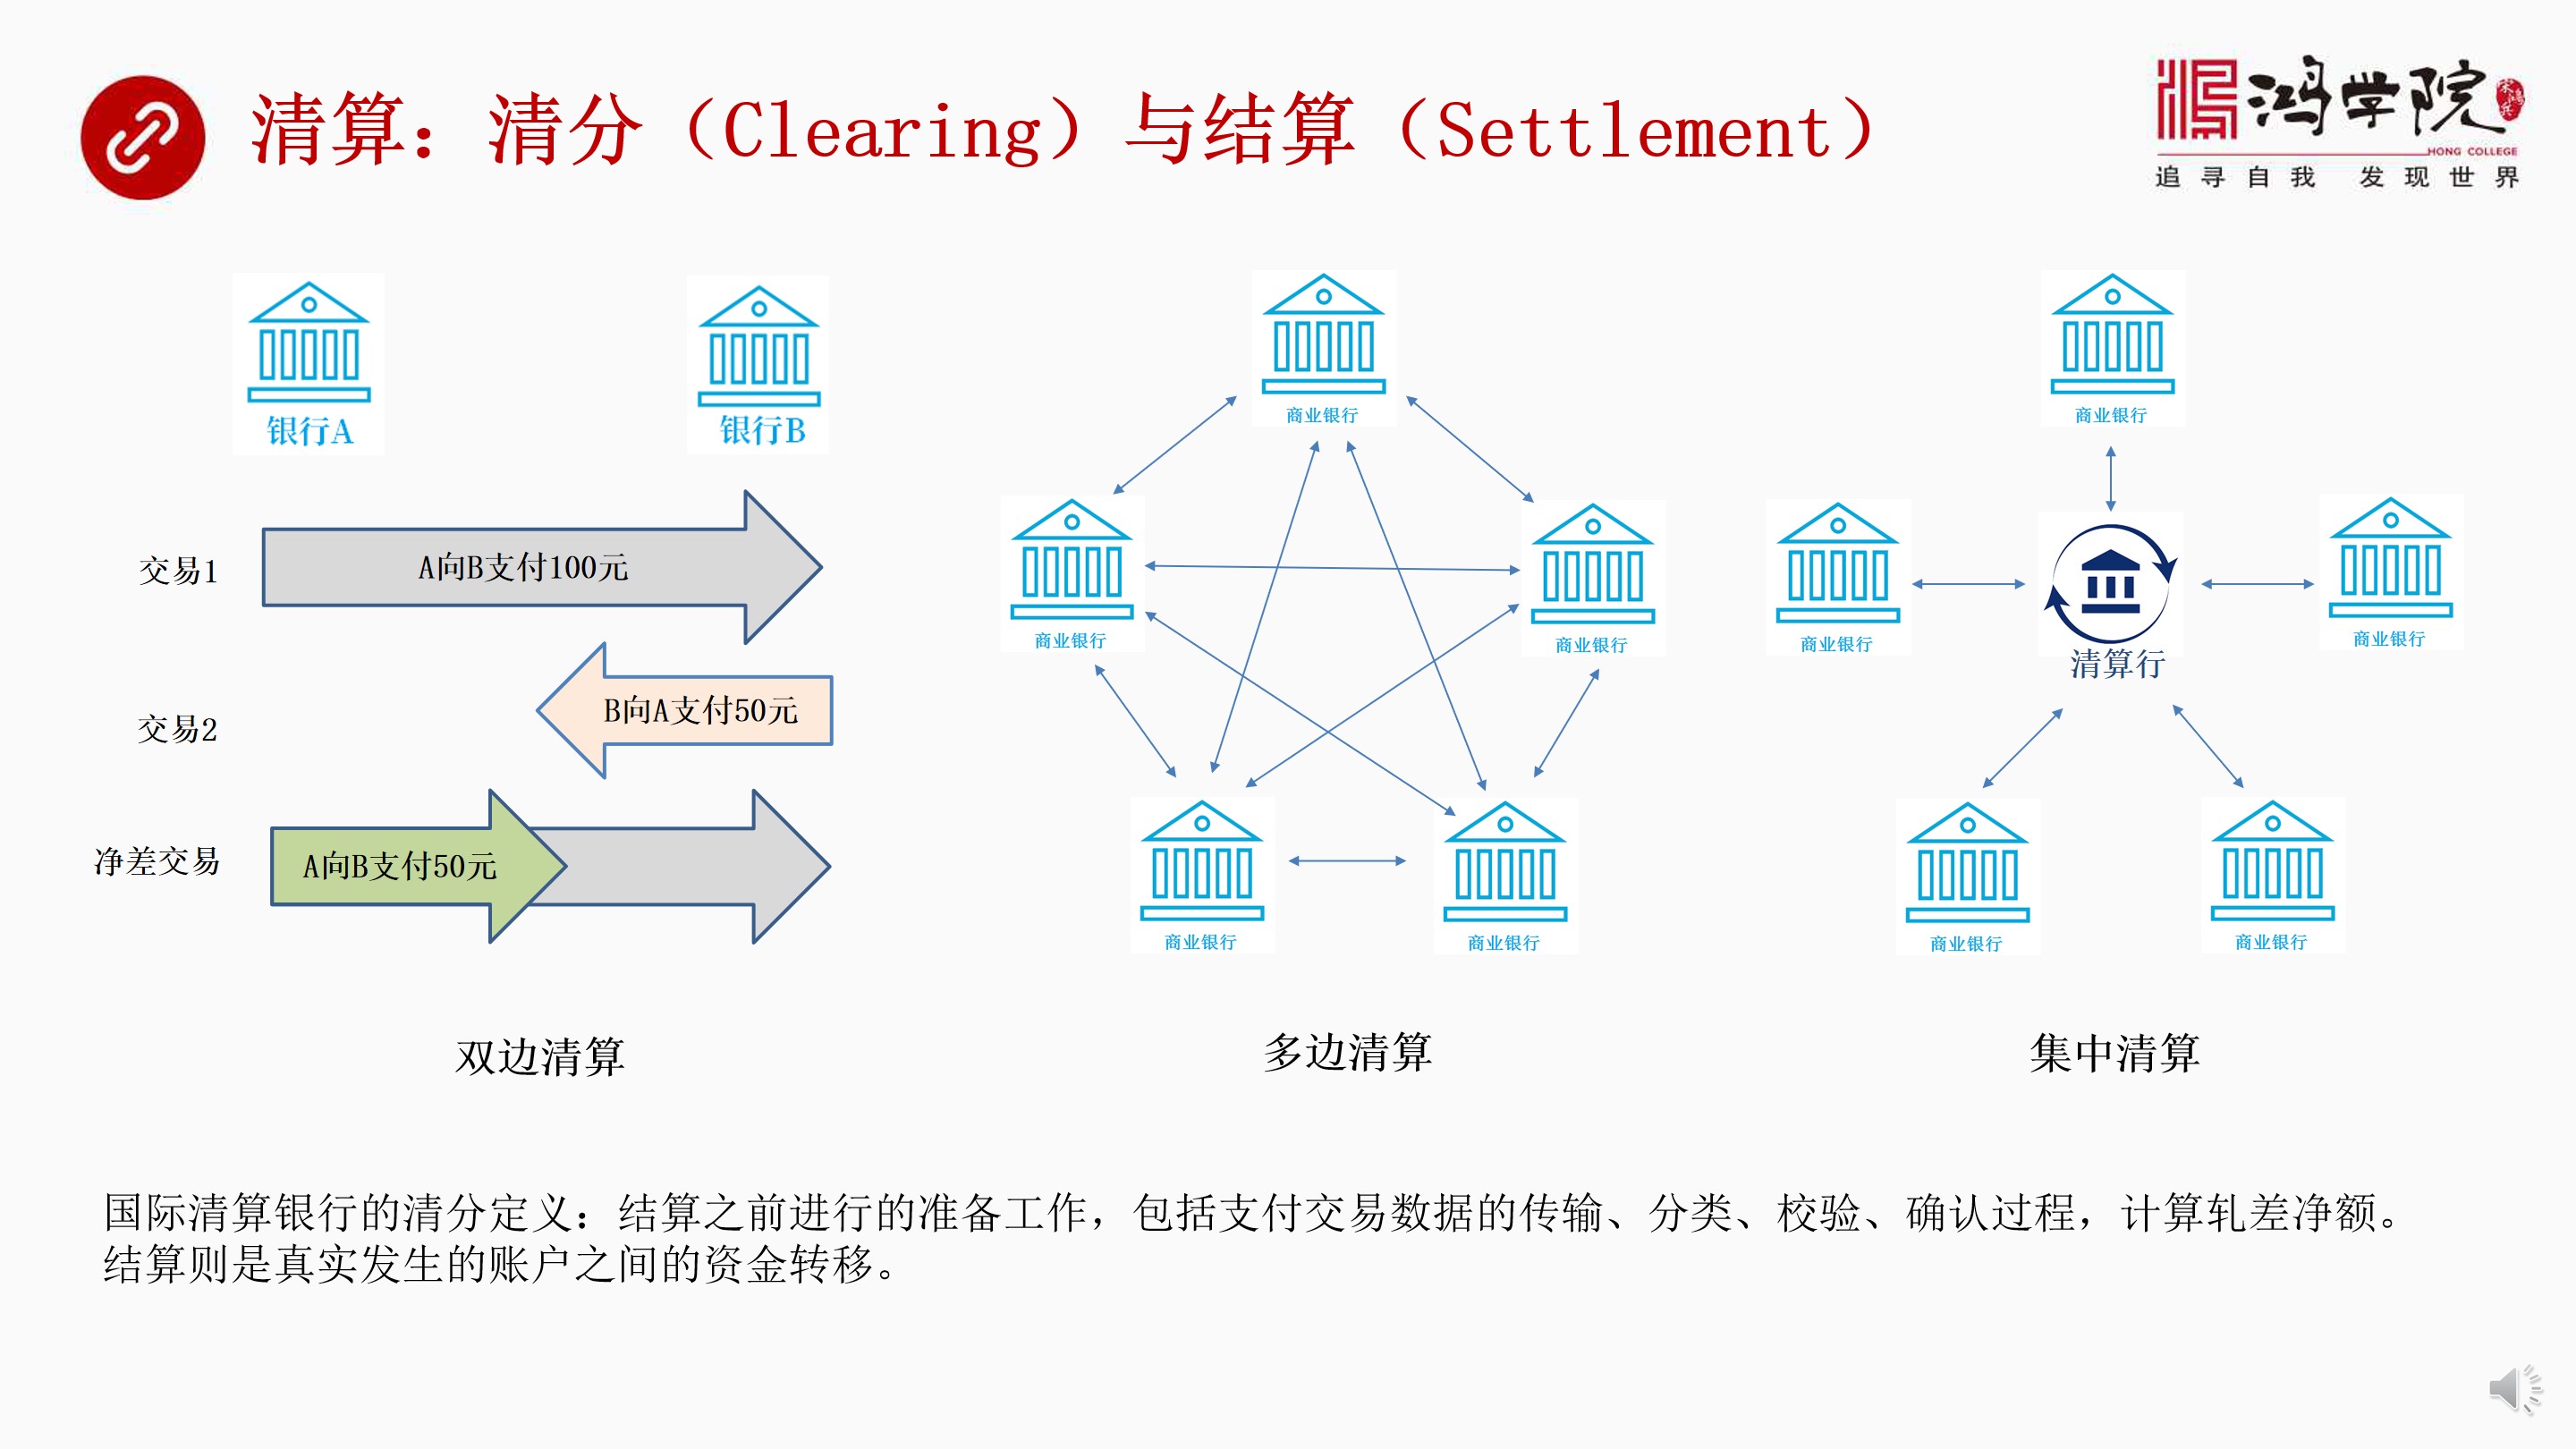 清算：清分（Clearing）与结算（Settlement）
鸿学院
HONG COLLEGE
追寻自我 发现世界
银行A
银行B
交易1
A向B支付100元
交易2
B向A支付50元
净差交易
A向B支付50元
双边清算
商业银行
商业银行
商业银行
商业银行
商业银行
多边清算
商业银行
商业银行
清算行
商业银行
商业银行
商业银行
集中清算
国际清算银行的清分定义：结算之前进行的准备工作，包括支付交易数据的传输、分类、校验、确认过程，计算轧差净额。
结算则是真实发生的账户之间的资金转移。